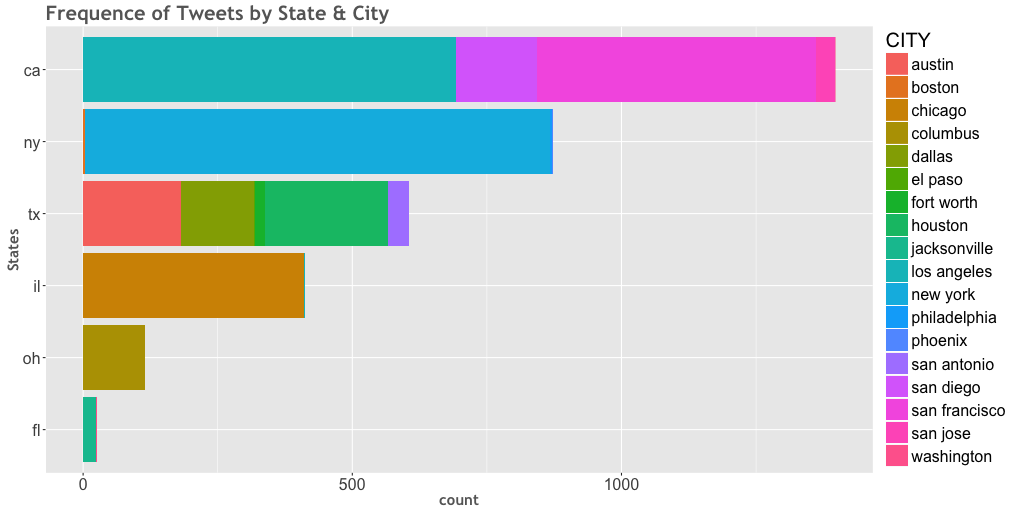 Frequence of Tweets by State & City
ca
ny
tx
il
oh
fl
States
0 500 1000
count
CITY
austin
boston
chicago
columbus
dallas
el paso
fort worth
houston
jacksonville
los angeles
new york
philadelphia
phoenix
san antonio
san diego
san francisco
san jose
washington